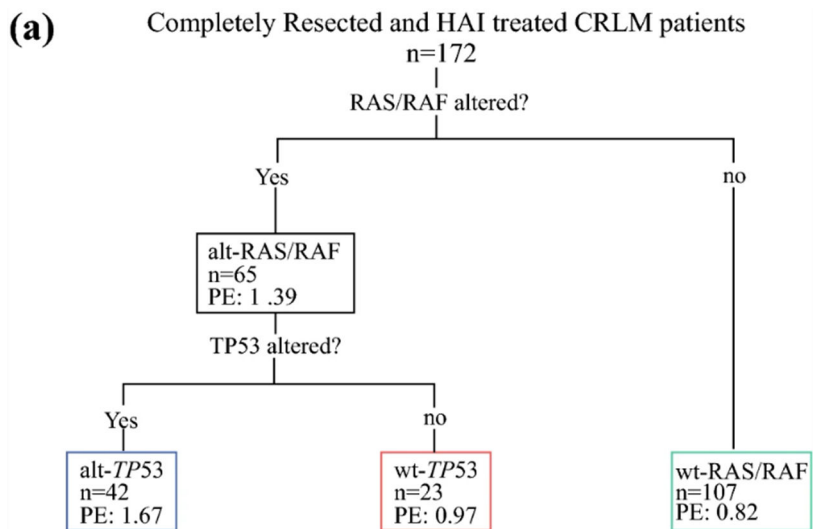 (a)
Completely Resected and HAI treated CRLM patients
n=172
RAS/RAF altered?
Yes
no
alt-RAS/RAF
n=65
PE: 1 .39
TP53 altered?
Yes
no
alt-TP53
n=42
PE: 1.67
wt-TP53
n=23
PE: 0.97
wt-RAS/RAF
n=107
PE: 0.82